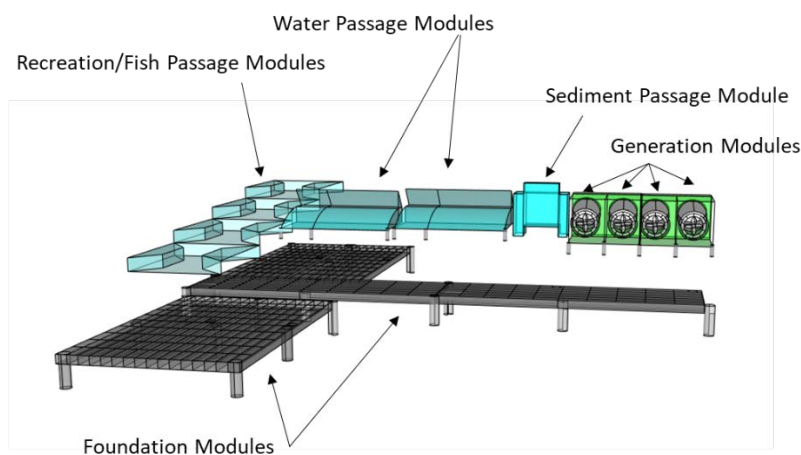 Water Passage Modules
Recreation/Fish Passage Modules
Sediment Passage Module
Generation Modules
Foundation Modules